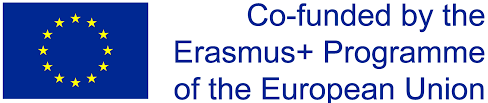 Co-funded by the
Erasmus+ Programme
of the European Union